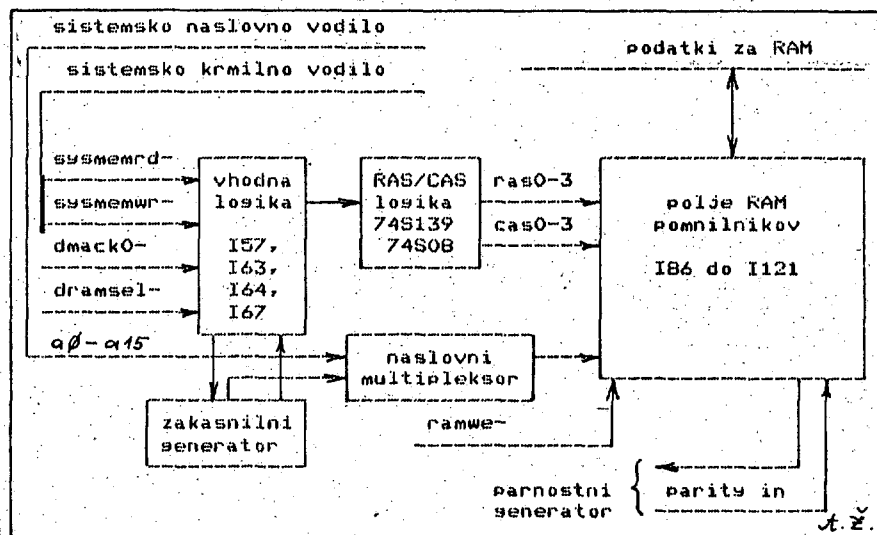 sistemsko naslovno vodilo
podatki za RAM
sistemsko krmilno vodilo
sysmemrd-
sysmemwr-
dmack0-
dramsel-
a0-a15
vhodna
logika
I57,
I63,
I64,
I67
RAS/CAS
logika
74S139
74S08
ras0-3
cas0-3
polje RAM
pomnilnikov
I86 do I121
naslovni
multipleksor
zakasnilni
generator
ramwe-
parnostni
generator
parity in
A.Ž.